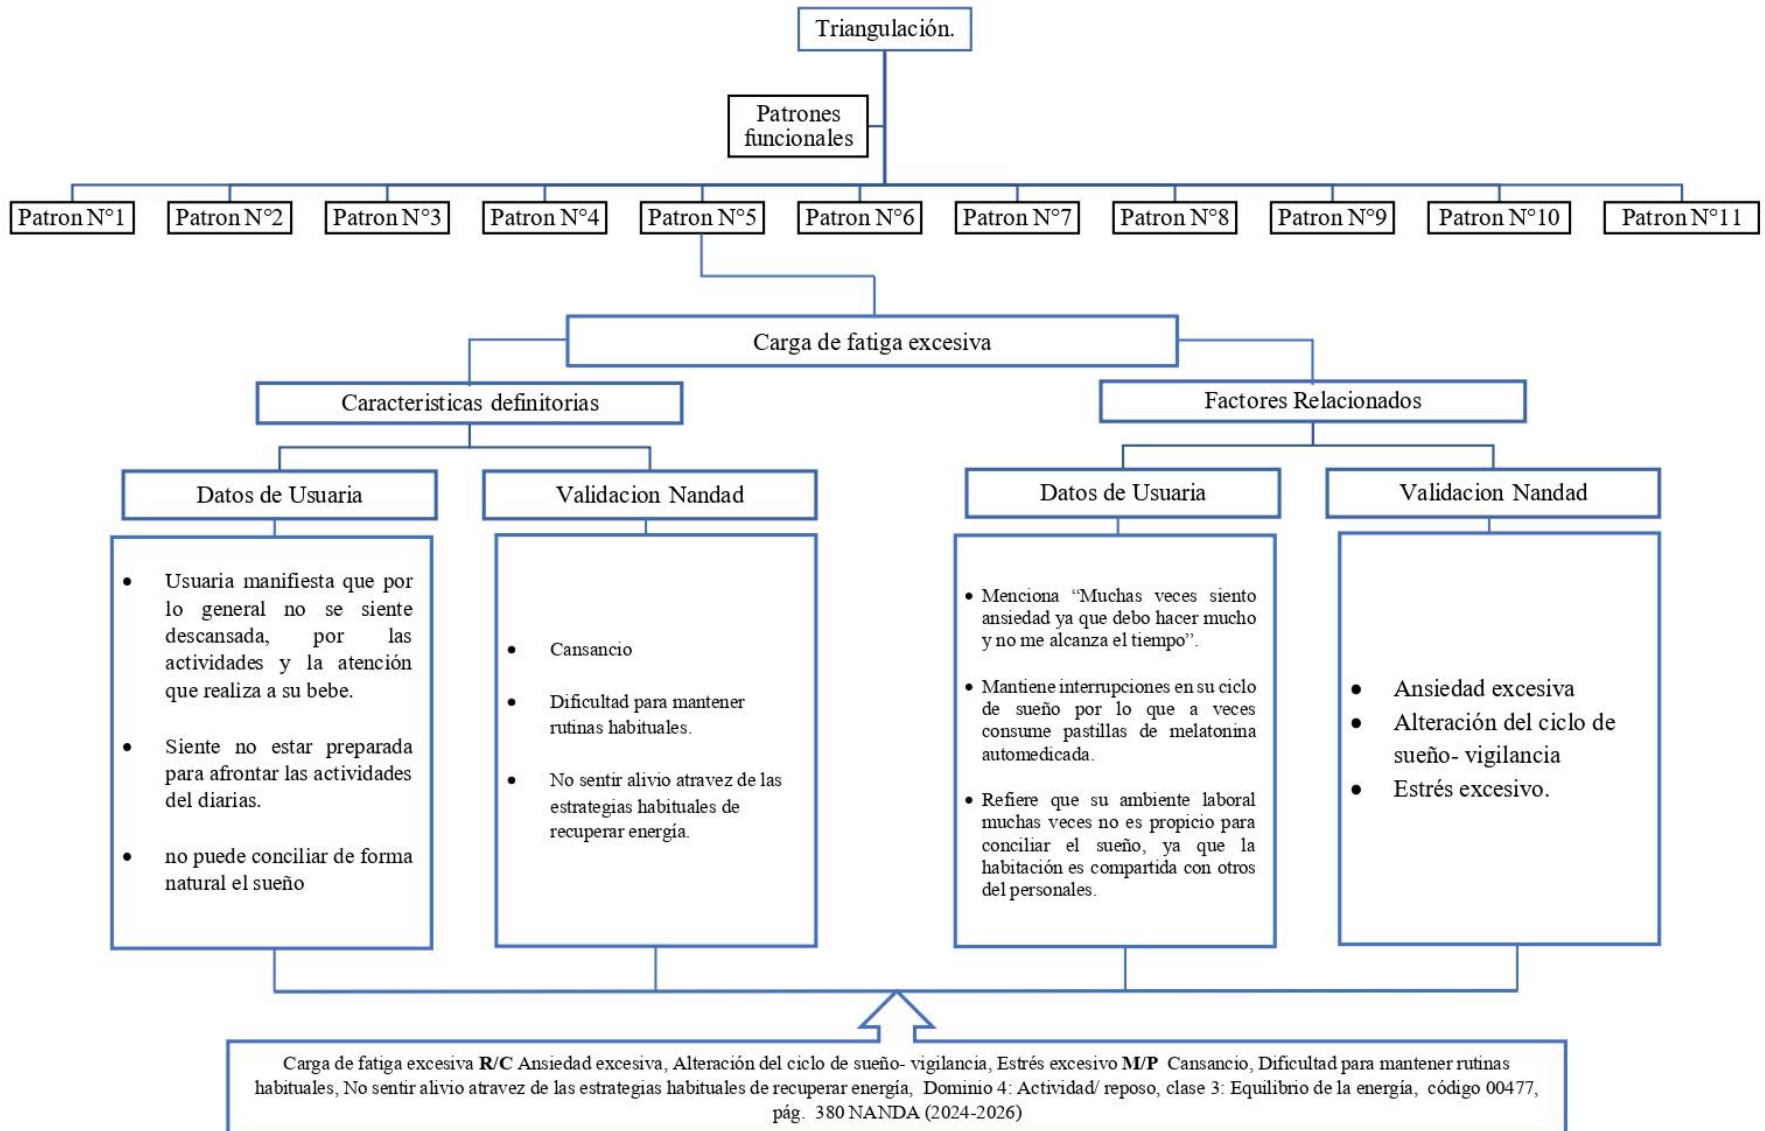 Triangulación.
Patrones
funcionales
Patron N°1
Patron N°2
Patron N°3
Patron N°4
Patron N°5
Patron N°6
Patron N°7
Patron N°8
Patron N°9
Patron N°10
Patron N°11
Carga de fatiga excesiva
Caracteristicas definitorias
Factores Relacionados
Datos de Usuaria
Validacion Nandad
Datos de Usuaria
Validacion Nandad
• Usuaria manifiesta que por
lo general no se siente
descansada, por las
actividades y la atención
que realiza a su bebe.
• Siente no estar preparada
para afrontar las actividades
del diarias.
• no puede conciliar de forma
natural el sueño
• Cansancio
• Dificultad para mantener
rutinas habituales.
• No sentir alivio atravez de las
estrategias habituales de
recuperar energía.
• Menciona “Muchas veces siento
ansiedad ya que debo hacer mucho
y no me alcanza el tiempo”.
• Mantiene interrupciones en su ciclo
de sueño por lo que a veces
consume pastillas de melatonina
automedicada.
• Refiere que su ambiente laboral
muchas veces no es propicio para
conciliar el sueño, ya que la
habitación es compartida con otros
del personales.
• Ansiedad excesiva
• Alteración del ciclo de
sueño- vigilancia
• Estrés excesivo.
Carga de fatiga excesiva R/C Ansiedad excesiva, Alteración del ciclo de sueño- vigilancia, Estrés excesivo M/P Cansancio, Dificultad para mantener rutinas
habituales, No sentir alivio atravez de las estrategias habituales de recuperar energía, Dominio 4: Actividad/ reposo, clase 3: Equilibrio de la energía, código 00477,
pág. 380 NANDA (2024-2026)